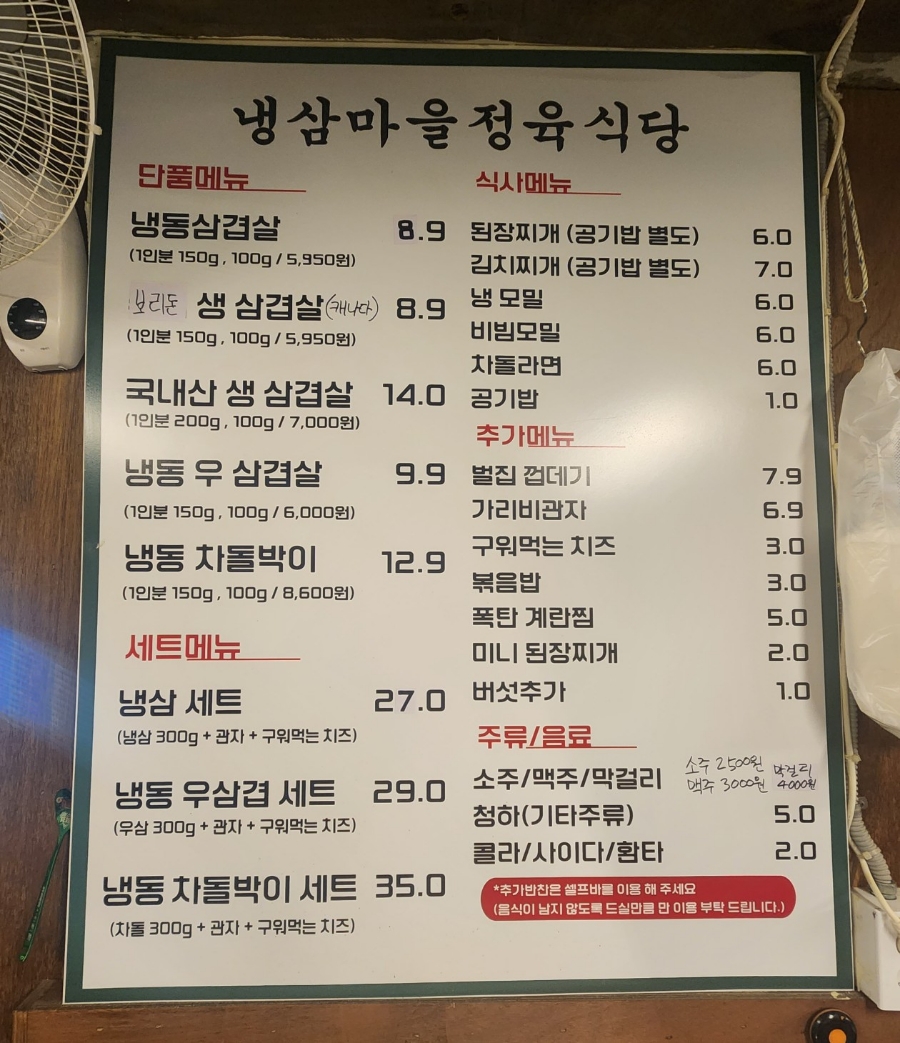 냉삼마을정육식당
단품메뉴
냉동삼겹살 8.9
(1인분 150g , 100g / 5,950원)
보리돈 생 삼겹살(캐나다) 8.9
(1인분 150g , 100g / 5,950원)
국내산 생 삼겹살 14.0
(1인분 200g , 100g / 7,000원)
냉동 우 삼겹살 9.9
(1인분 150g , 100g / 6,000원)
냉동 차돌박이 12.9
(1인분 150g , 100g / 8,600원)
세트메뉴
냉삼 세트 27.0
(냉삼 300g + 관자 + 구워먹는 치즈)
냉동 우삼겹 세트 29.0
(우삼 300g + 관자 + 구워먹는 치즈)
냉동 차돌박이 세트 35.0
(차돌 300g + 관자 + 구워먹는 치즈)
식사메뉴
된장찌개 (공기밥 별도) 6.0
김치찌개 (공기밥 별도) 7.0
냉 모밀 6.0
비빔모밀 6.0
차돌라면 6.0
공기밥 1.0
추가메뉴
벌집 껍데기 7.9
가리비관자 6.9
구워먹는 치즈 3.0
볶음밥 3.0
폭탄 계란찜 5.0
미니 된장찌개 2.0
버섯추가 1.0
주류/음료
소주/맥주/막걸리
소주 2500원
맥주 3000원
막걸리
4000원
청하(기타주류) 5.0
콜라/사이다/환타 2.0
*추가반찬은 셀프바를 이용 해 주세요
(음식이 남지 않도록 드실만큼 만 이용 부탁 드립니다.)